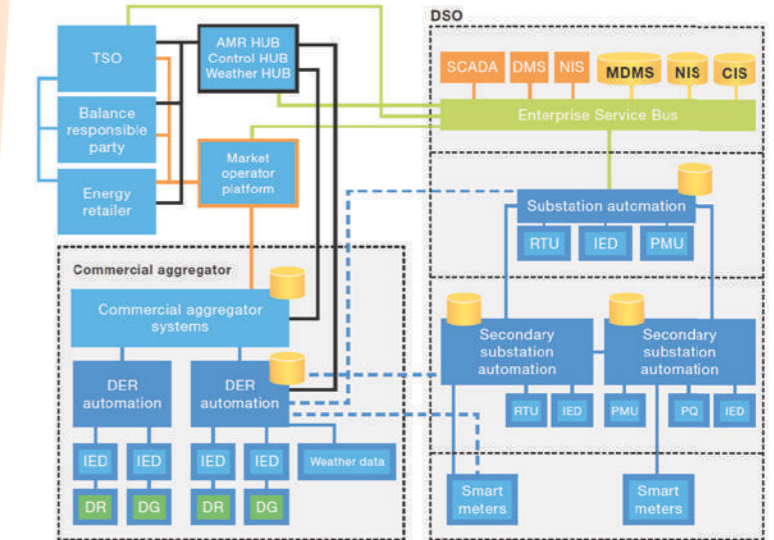 DSO
TSO
AMR HUB
Control HUB
Weather HUB
SCADA
DMS
NIS
MDMS
NIS
CIS
Balance
responsible
party
Enterprise Service Bus
Energy
retailer
Market
operator
platform
Substation automation
RTU
IED
PMU
Commercial aggregator
Commercial aggregator
systems
Secondary
substation
automation
Secondary
substation
automation
DER
automation
DER
automation
RTU
IED
PMU
PQ
IED
IED
IED
IED
IED
Weather data
DR
DG
DR
DG
Smart
meters
Smart
meters